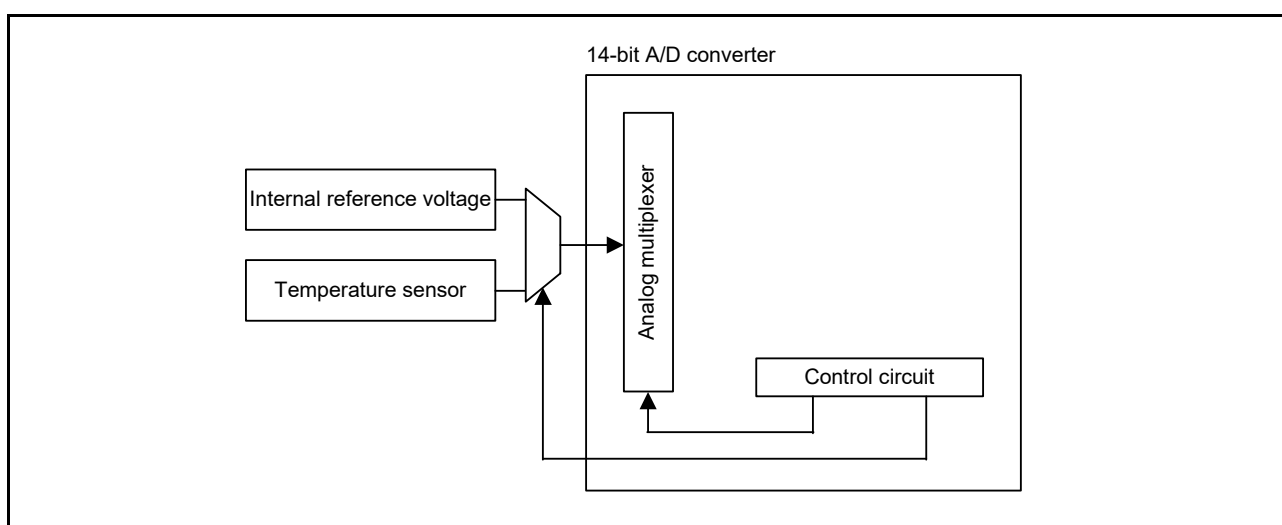 14-bit A/D converter
Internal reference voltage
Temperature sensor
Analog multiplexer
Control circuit